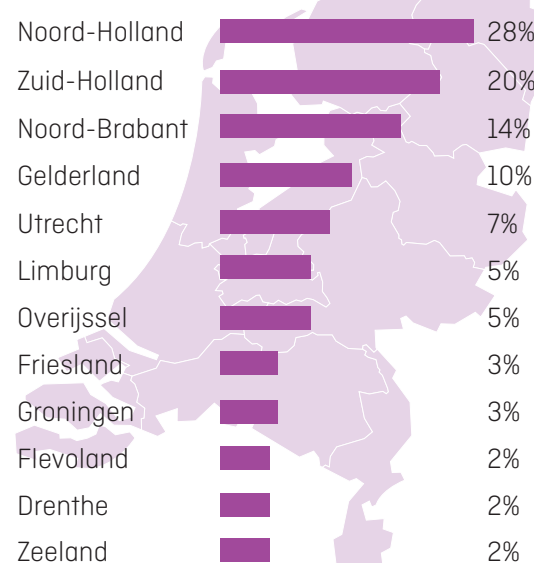 Noord-Holland 28%
Zuid-Holland 20%
Noord-Brabant 14%
Gelderland 10%
Utrecht 7%
Limburg 5%
Overijssel 5%
Friesland 3%
Groningen 3%
Flevoland 2%
Drenthe 2%
Zeeland 2%